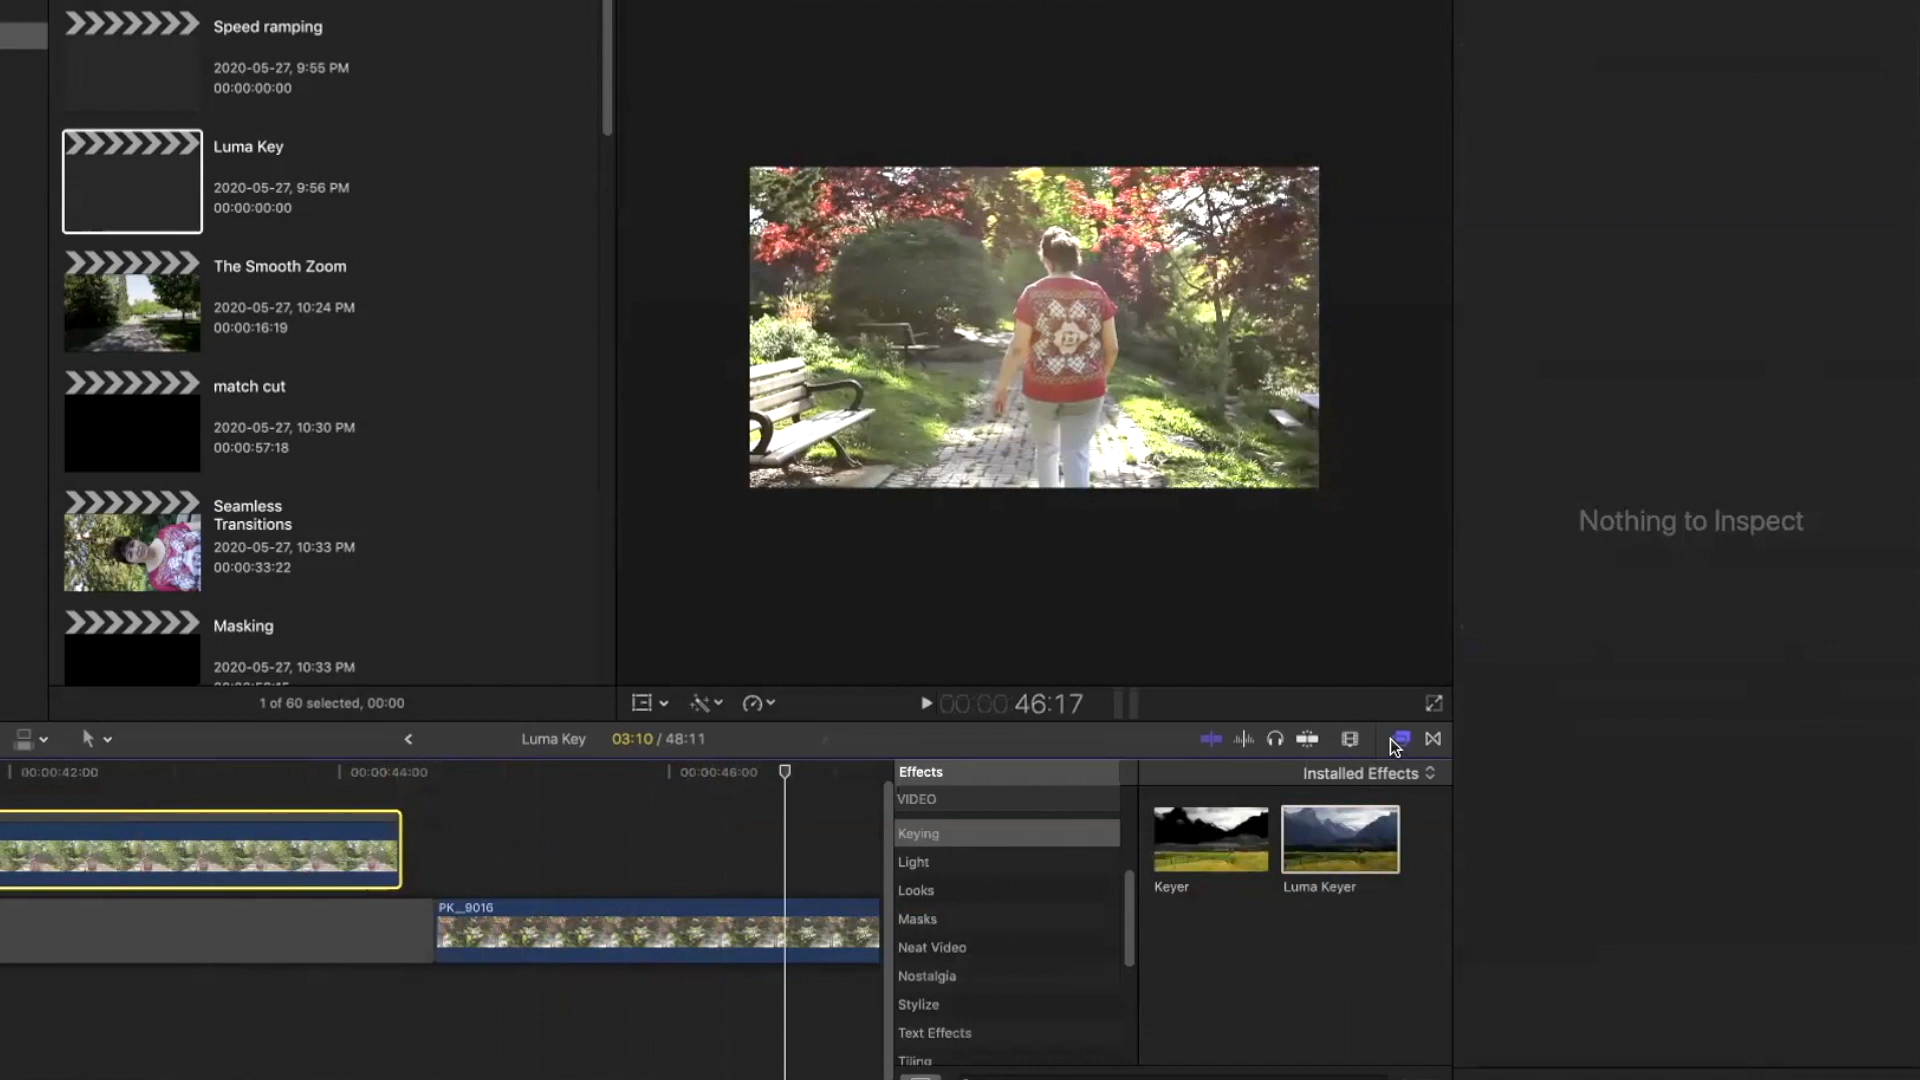 Speed ramping
2020-05-27, 9:55 PM
00:00:00:00
Luma Key
2020-05-27, 9:56 PM
00:00:00:00
The Smooth Zoom
2020-05-27, 10:24 PM
00:00:16:19
match cut
2020-05-27, 10:30 PM
00:00:57:18
Seamless
Transitions
2020-05-27, 10:33 PM
00:00:33:22
Masking
2020-05-27, 10:33 PM
1 of 60 selected, 00:00
00:00:46:17
Nothing to Inspect
Luma Key
03:10 / 48:11
00:00:42:00
00:00:44:00
00:00:46:00
PK_9016
Effects
VIDEO
Keying
Light
Looks
Masks
Neat Video
Nostalgia
Stylize
Text Effects
Tiling
Installed Effects
Keyer
Luma Keyer